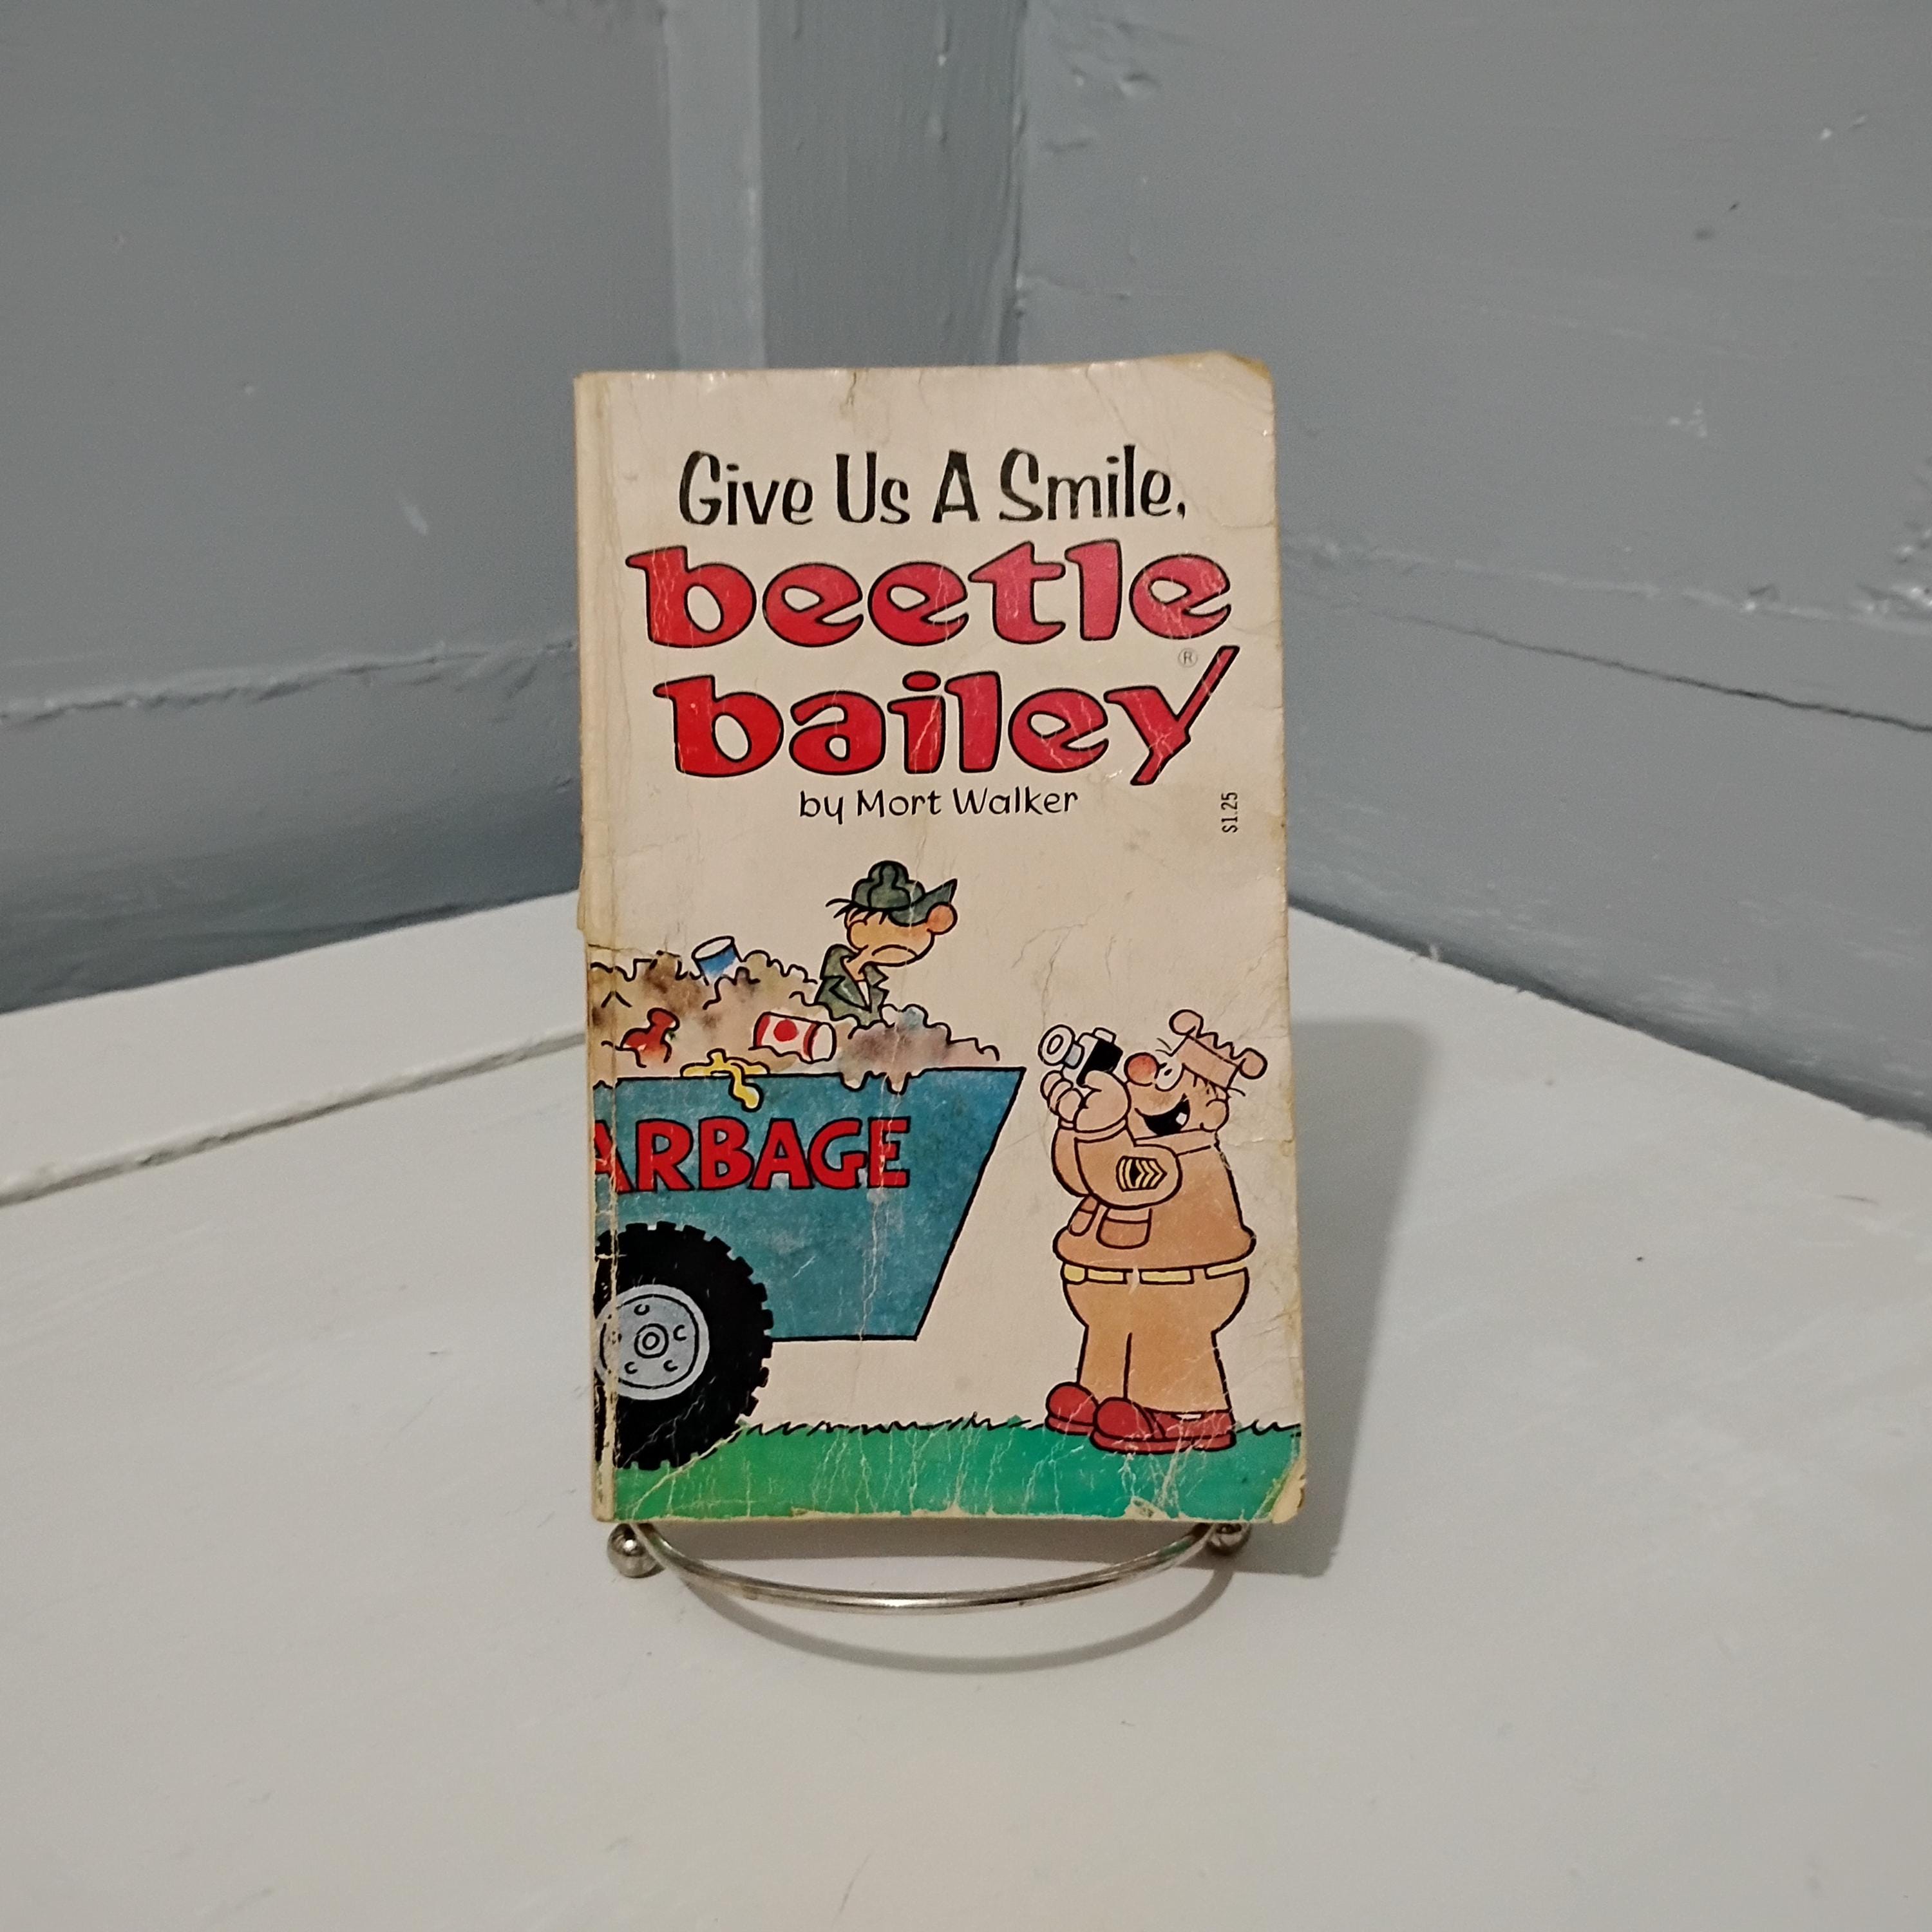 Give Us A Smile,
beetle
bailey®
by Mort Walker
$1.25
ARBAGE